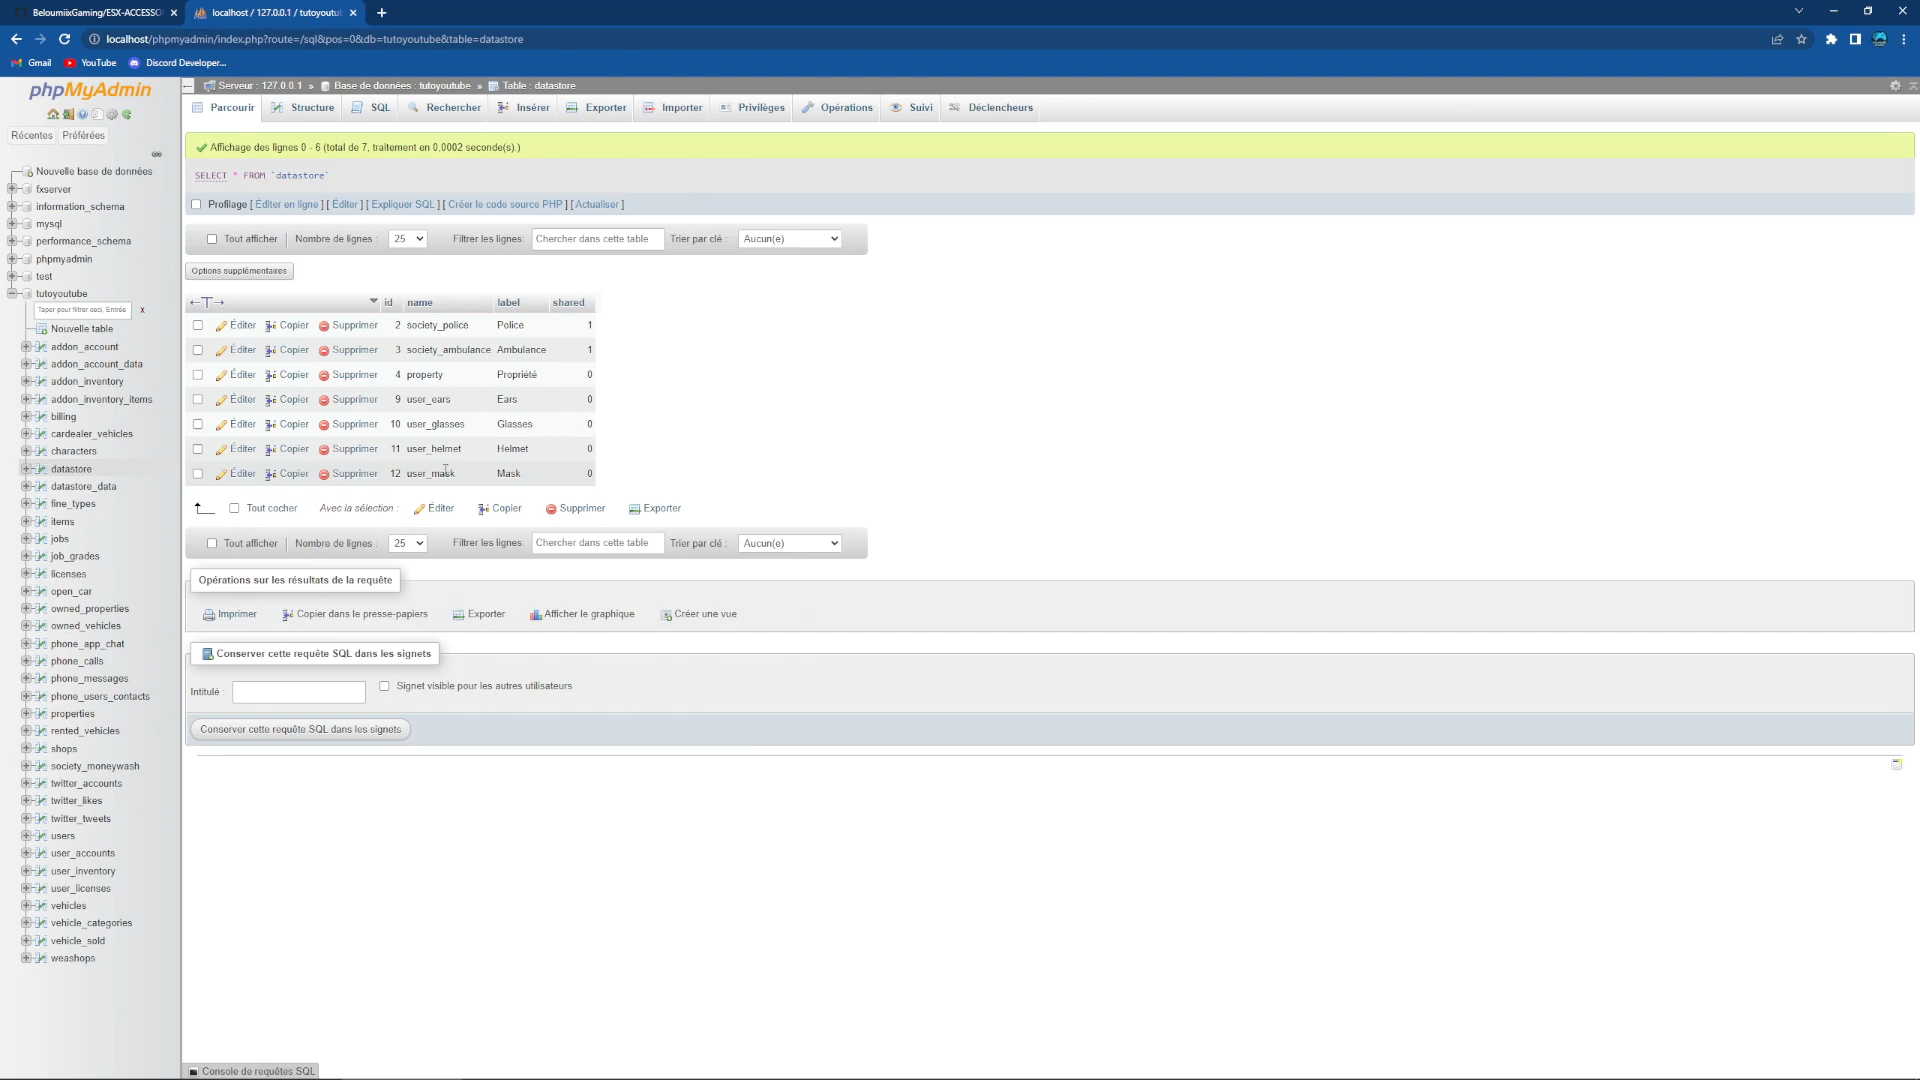 BeloumiixGaming/ESX-ACCESSO
localhost / 127.0.0.1 / tutoyoutu
localhost/phpmyadmin/index.php?route=/sql&pos=0&db=tutoyoutube&table=datastore
Gmail YouTube Discord Developer...
phpMyAdmin
Récentes Préférées
Nouvelle base de données
fxserver
information_schema
mysql
performance_schema
phpmyadmin
test
tutoyoutube
Taper pour filtrer ceci, Entrée X
Nouvelle table
addon_account
addon_account_data
addon_inventory
addon_inventory_items
billing
cardealer_vehicles
characters
datastore
datastore_data
fine_types
items
jobs
job_grades
licenses
open_car
owned_properties
owned_vehicles
phone_app_chat
phone_calls
phone_messages
phone_users_contacts
properties
rented_vehicles
shops
society_moneywash
twitter_accounts
twitter_likes
twitter_tweets
users
user_accounts
user_inventory
user_licenses
vehicles
vehicle_categories
vehicle_sold
weashops
Serveur : 127.0.0.1 » Base de données : tutoyoutube » Table : datastore
Parcourir Structure SQL Rechercher Insérer Exporter Importer Privilèges Opérations Suivi Déclencheurs
Affichage des lignes 0 - 6 (total de 7, traitement en 0,0002 seconde(s).)
SELECT * FROM `datastore`
Profilage [ Éditer en ligne ] [ Éditer ] [ Expliquer SQL ] [ Créer le code source PHP ] [ Actualiser ]
Tout afficher Nombre de lignes : 25 Filtrer les lignes: Chercher dans cette table Trier par clé : Aucun(e)
Options supplémentaires
←T→ id name label shared
Éditer Copier Supprimer 2 society_police Police 1
Éditer Copier Supprimer 3 society_ambulance Ambulance 1
Éditer Copier Supprimer 4 property Propriété 0
Éditer Copier Supprimer 9 user_ears Ears 0
Éditer Copier Supprimer 10 user_glasses Glasses 0
Éditer Copier Supprimer 11 user_helmet Helmet 0
Éditer Copier Supprimer 12 user_mask Mask 0
Tout cocher Avec la sélection : Éditer Copier Supprimer Exporter
Tout afficher Nombre de lignes : 25 Filtrer les lignes: Chercher dans cette table Trier par clé : Aucun(e)
Opérations sur les résultats de la requête
Imprimer Copier dans le presse-papiers Exporter Afficher le graphique Créer une vue
Conserver cette requête SQL dans les signets
Intitulé : Signet visible pour les autres utilisateurs
Conserver cette requête SQL dans les signets
Console de requêtes SQL